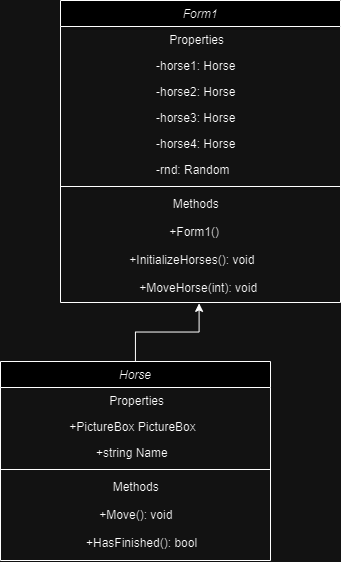 Form1
Properties
-horse1: Horse
-horse2: Horse
-horse3: Horse
-horse4: Horse
-rnd: Random
Methods
+Form1()
+InitializeHorses(): void
+MoveHorse(int): void
Horse
Properties
+PictureBox PictureBox
+string Name
Methods
+Move(): void
+HasFinished(): bool